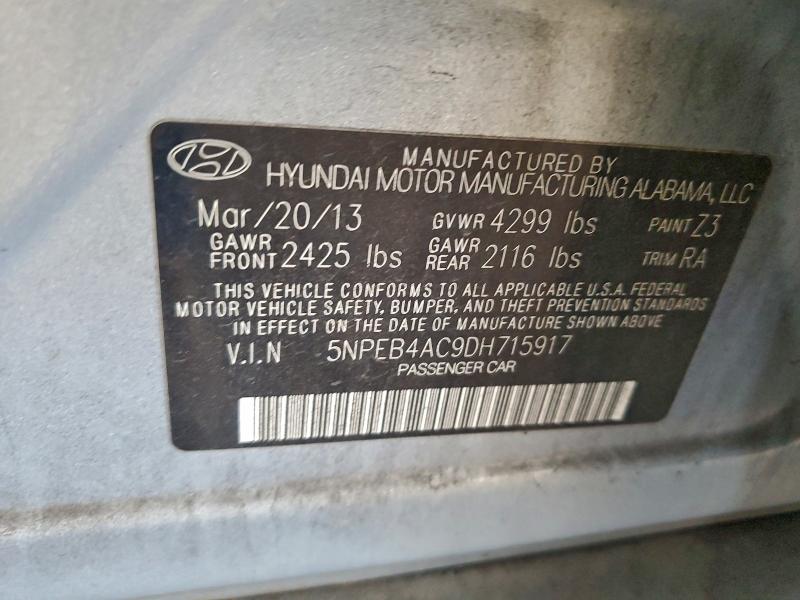 MANUFACTURED BY
HYUNDAI MOTOR MANUFACTURING ALABAMA, LLC
Mar/20/13 GVWR 4299 lbs PAINT Z3
GAWR FRONT 2425 lbs GAWR REAR 2116 lbs TRIM RA
THIS VEHICLE CONFORMS TO ALL APPLICABLE U.S.A. FEDERAL
MOTOR VEHICLE SAFETY, BUMPER, AND THEFT PREVENTION STANDARDS
IN EFFECT ON THE DATE OF MANUFACTURE SHOWN ABOVE
V.I.N 5NPEB4AC9DH715917
PASSENGER CAR